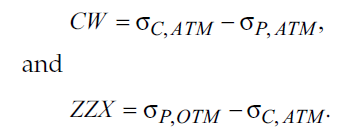 CW = σC,ATM – σP,ATM,
and
ZZX = σP,OTM – σC,ATM.